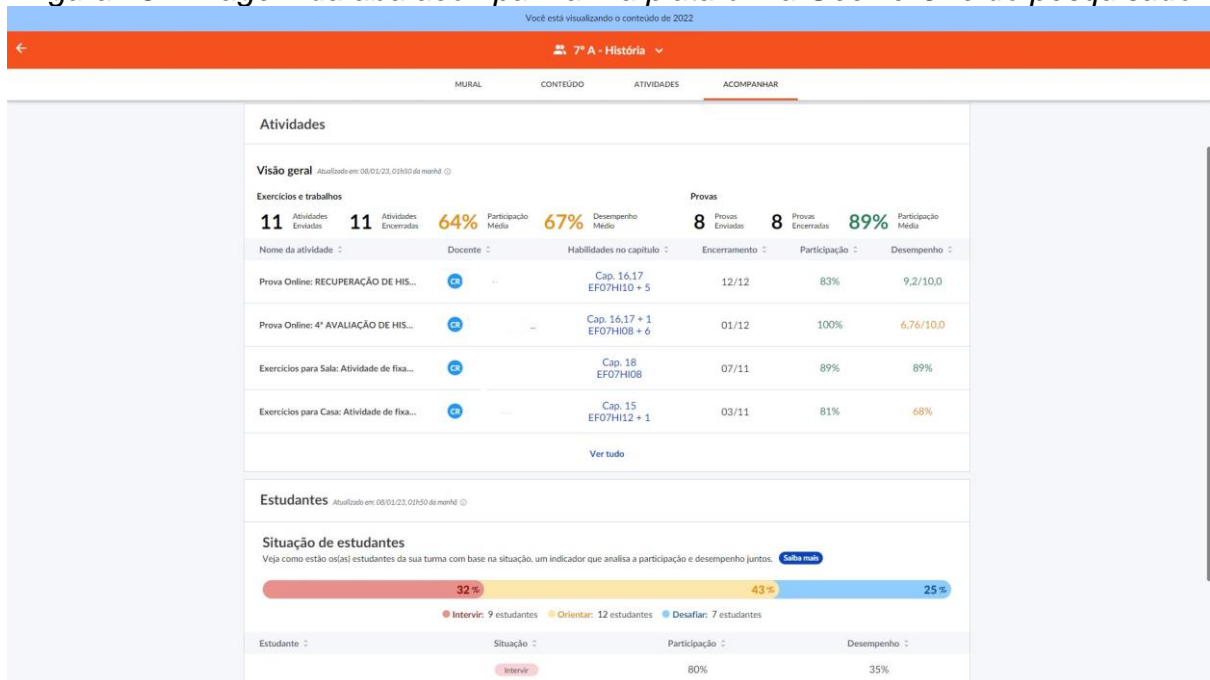 Você está visualizando o conteúdo de 2022
7º A - História
MURAL CONTEÚDO ATIVIDADES ACOMPANHAR
Atividades
Visão geral Atualizado em: 08/01/23, 01h50 da manhã
Exercícios e trabalhos Provas
11 Atividades Enviadas 11 Atividades Encerradas 64% Participação Média 67% Desempenho Médio 8 Provas Enviadas 8 Provas Encerradas 89% Participação Média
Nome da atividade Docente Habilidades no capítulo Encerramento Participação Desempenho
Prova Online: RECUPERAÇÃO DE HIS... CR Cap. 16,17 EF07HI10 + 5 12/12 83% 9,2/10,0
Prova Online: 4ª AVALIAÇÃO DE HIS... CR Cap. 16,17 + 1 EF07HI08 + 6 01/12 100% 6,76/10,0
Exercícios para Sala: Atividade de fixa... CR Cap. 18 EF07HI08 07/11 89% 89%
Exercícios para Casa: Atividade de fixa... CR Cap. 15 EF07HI12 + 1 03/11 81% 68%
Ver tudo
Estudantes Atualizado em: 08/01/23, 01h50 da manhã
Situação de estudantes
Veja como estão os(as) estudantes da sua turma com base na situação, um indicador que analisa a participação e desempenho juntos. Saiba mais
32% 43% 25%
Intervir: 9 estudantes Orientar: 12 estudantes Desafiar: 7 estudantes
Estudante Situação Participação Desempenho
Intervir 80% 35%